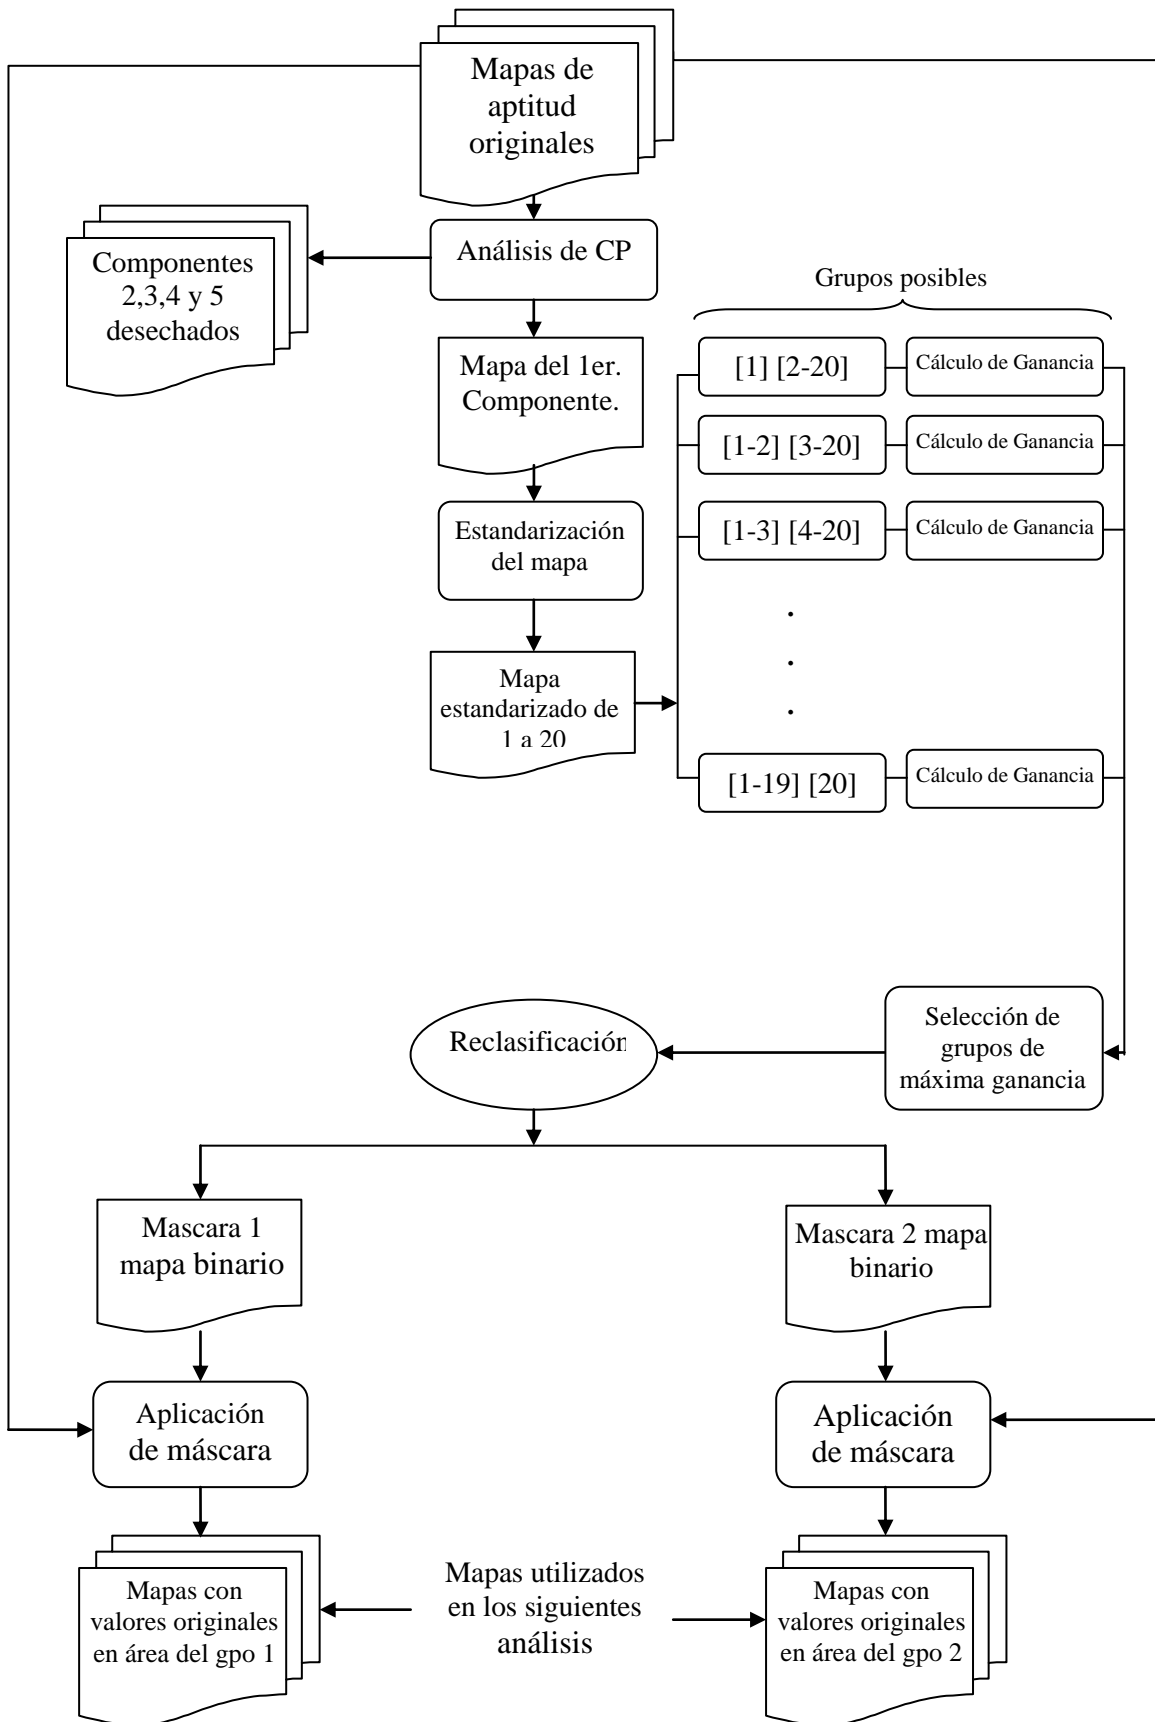 Mapas de
aptitud
originales
Análisis de CP
Componentes
2,3,4 y 5
desechados
Mapa del 1er.
Componente.
Estandarización
del mapa
Mapa
estandarizado de
1 a 20
Grupos posibles
[1] [2-20]
Cálculo de Ganancia
[1-2] [3-20]
Cálculo de Ganancia
[1-3] [4-20]
Cálculo de Ganancia
.
.
.
[1-19] [20]
Cálculo de Ganancia
Selección de
grupos de
máxima ganancia
Reclasificación
Mascara 1
mapa binario
Mascara 2 mapa
binario
Aplicación
de máscara
Aplicación
de máscara
Mapas con
valores originales
en área del gpo 1
Mapas utilizados
en los siguientes
análisis
Mapas con
valores originales
en área del gpo 2